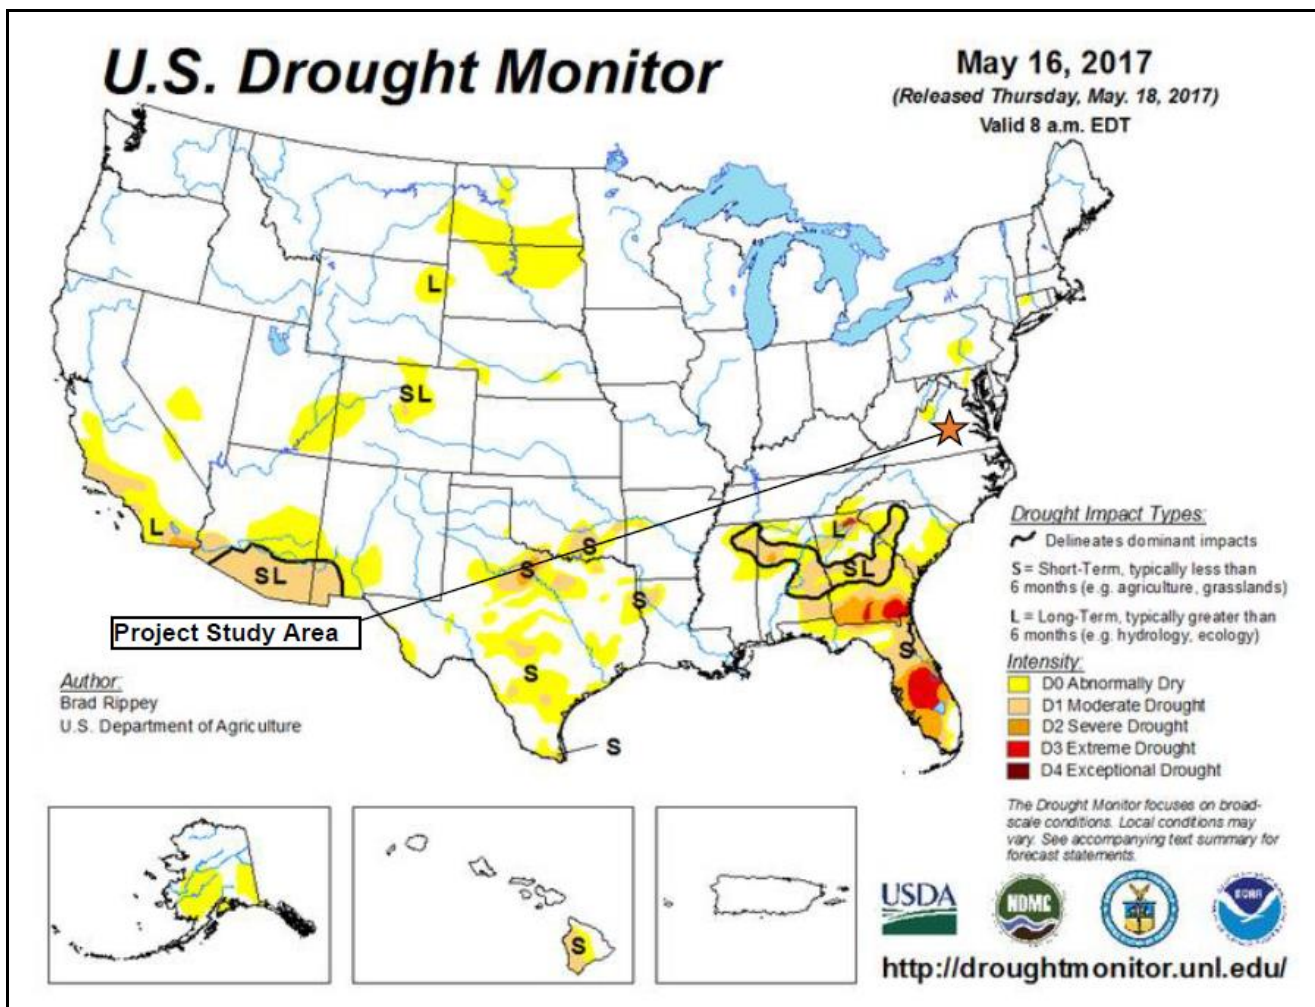 U.S. Drought Monitor
May 16, 2017
(Released Thursday, May. 18, 2017)
Valid 8 a.m. EDT
L
S L
L
S L
S
S
S
S
S
L
S L
S
Project Study Area
Author:
Brad Rippey
U.S. Department of Agriculture
Drought Impact Types:
Delineates dominant impacts
S = Short-Term, typically less than
6 months (e.g. agriculture, grasslands)
L = Long-Term, typically greater than
6 months (e.g. hydrology, ecology)
Intensity:
D0 Abnormally Dry
D1 Moderate Drought
D2 Severe Drought
D3 Extreme Drought
D4 Exceptional Drought
S
The Drought Monitor focuses on broad-
scale conditions. Local conditions may
vary. See accompanying text summary for
forecast statements.
USDA
NDMC
http://droughtmonitor.unl.edu/